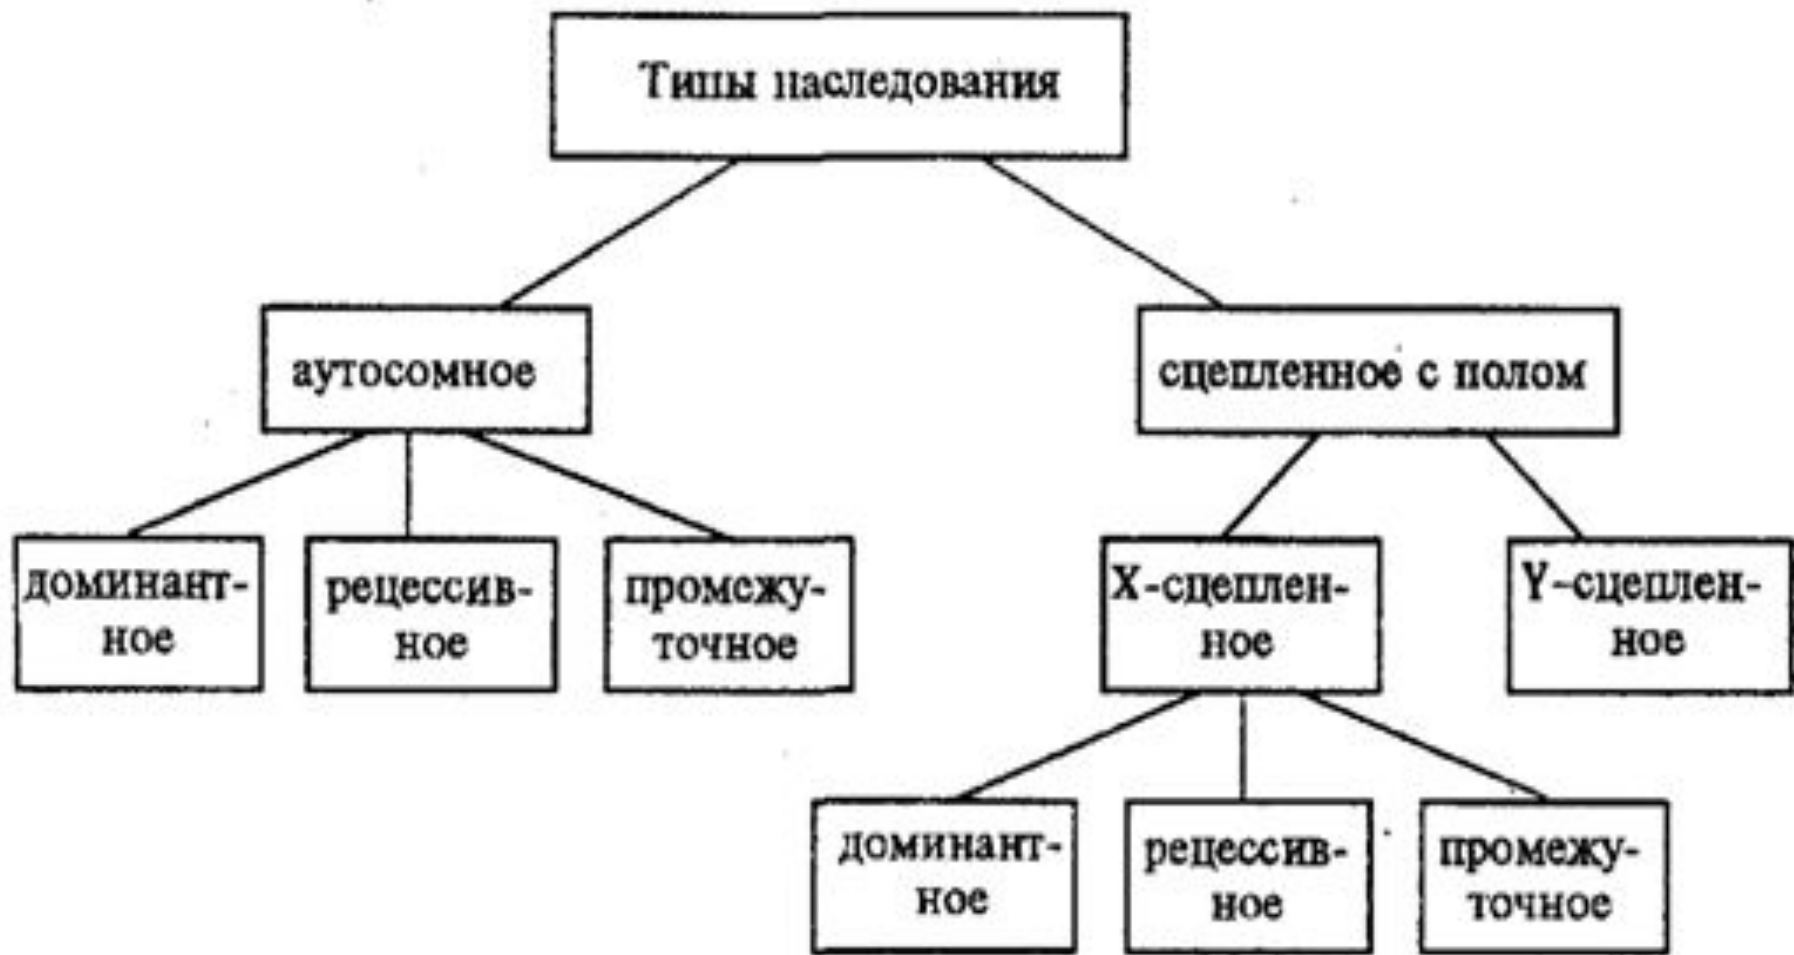 Типы наследования
аутосомное
сцепленное с полом
доминант-
ное
рецессив-
ное
промежу-
точное
X-сцеплен-
ное
Y-сцеплен-
ное
доминант-
ное
рецессив-
ное
промежу-
точное